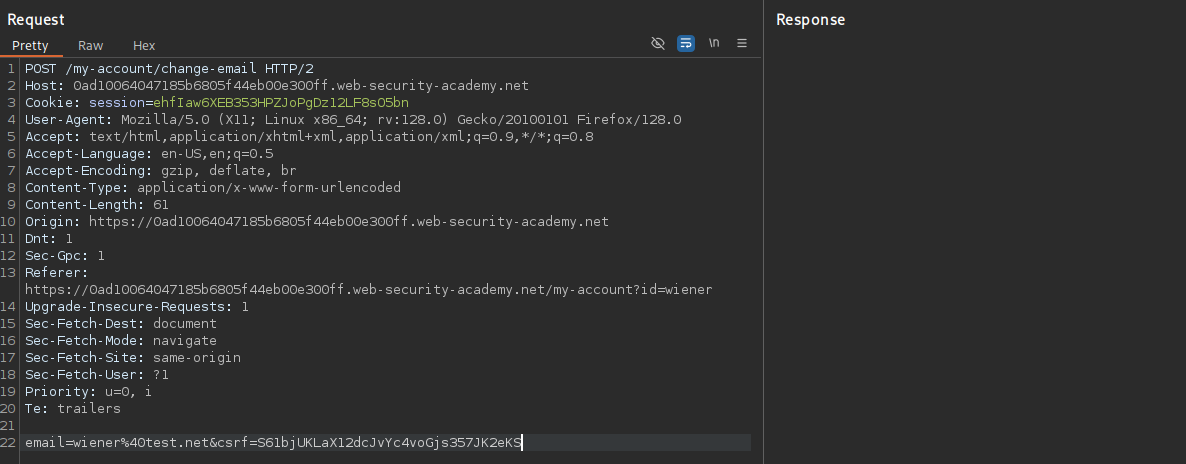 Request
Response
Pretty Raw Hex
\n
1 POST /my-account/change-email HTTP/2
2 Host: 0ad10064047185b6805f44eb00e300ff.web-security-academy.net
3 Cookie: session=ehfIaw6XEB353HPZJoPgDz12LF8sO5bn
4 User-Agent: Mozilla/5.0 (X11; Linux x86_64; rv:128.0) Gecko/20100101 Firefox/128.0
5 Accept: text/html,application/xhtml+xml,application/xml;q=0.9,*/*;q=0.8
6 Accept-Language: en-US,en;q=0.5
7 Accept-Encoding: gzip, deflate, br
8 Content-Type: application/x-www-form-urlencoded
9 Content-Length: 61
10 Origin: https://0ad10064047185b6805f44eb00e300ff.web-security-academy.net
11 Dnt: 1
12 Sec-Gpc: 1
13 Referer:
https://0ad10064047185b6805f44eb00e300ff.web-security-academy.net/my-account?id=wiener
14 Upgrade-Insecure-Requests: 1
15 Sec-Fetch-Dest: document
16 Sec-Fetch-Mode: navigate
17 Sec-Fetch-Site: same-origin
18 Sec-Fetch-User: ?1
19 Priority: u=0, i
20 Te: trailers
21
22 email=wiener%40test.net&csrf=S61bjUKLaX12dcJvYc4voGjs357JK2eKS